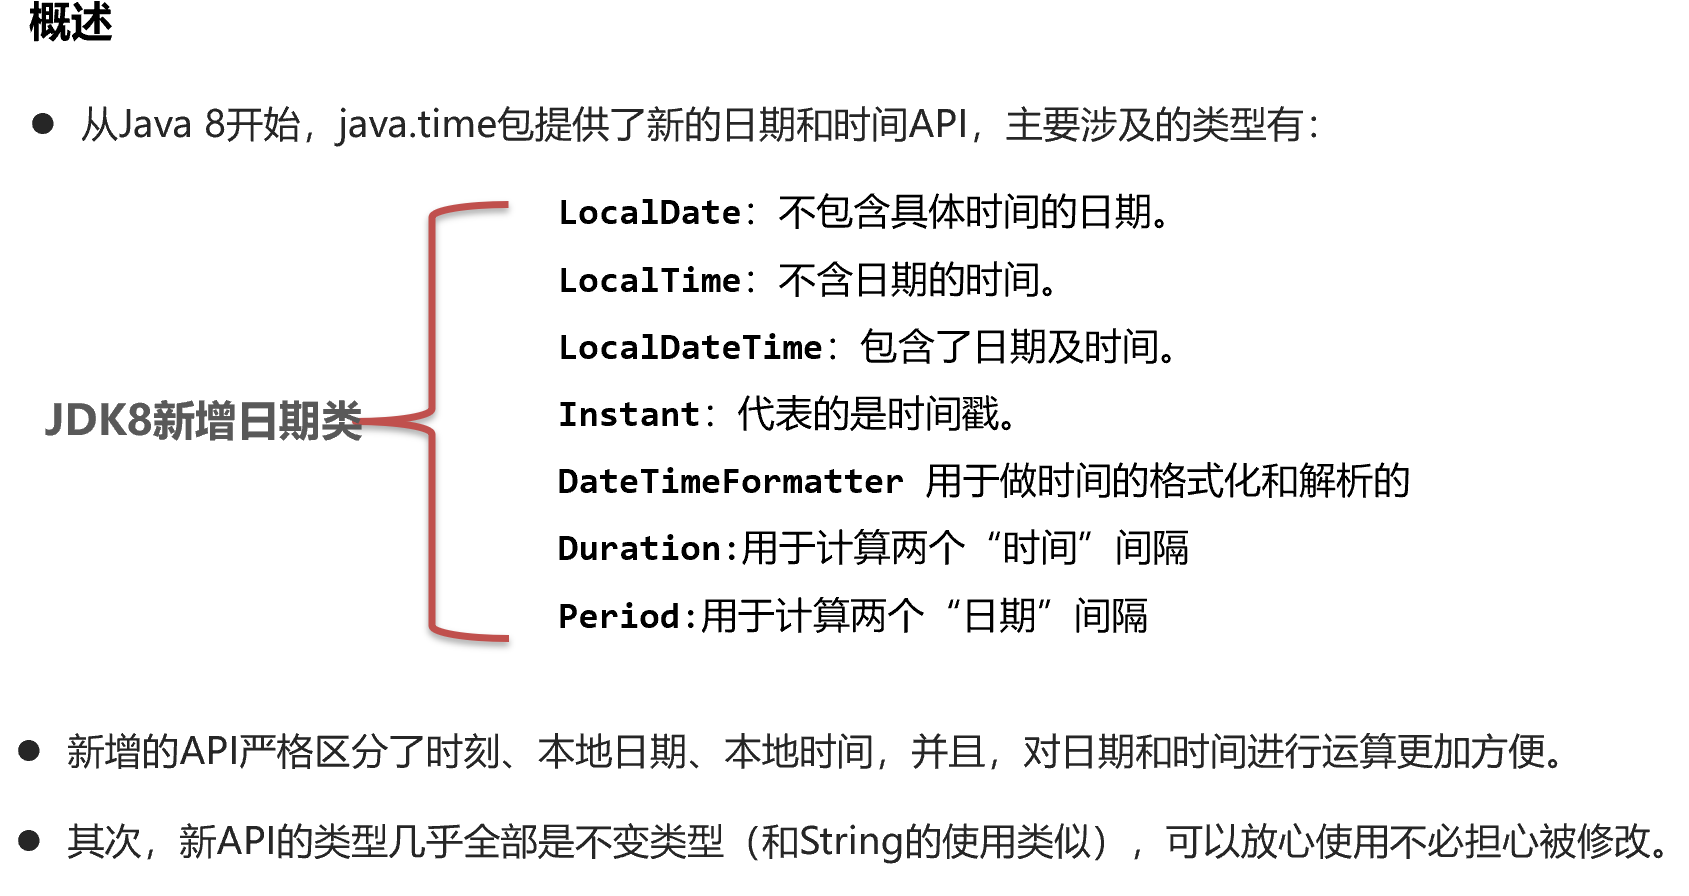 概述
从Java 8开始，java.time包提供了新的日期和时间API，主要涉及的类型有：
LocalDate：不包含具体时间的日期。
LocalTime：不含日期的时间。
LocalDateTime：包含了日期及时间。
Instant：代表的是时间戳。
JDK8新增日期类
DateTimeFormatter 用于做时间的格式化和解析的
Duration:用于计算两个“时间”间隔
Period:用于计算两个“日期”间隔
新增的API严格区分了时刻、本地日期、本地时间，并且，对日期和时间进行运算更加方便。
其次，新API的类型几乎全部是不变类型（和String的使用类似），可以放心使用不必担心被修改。